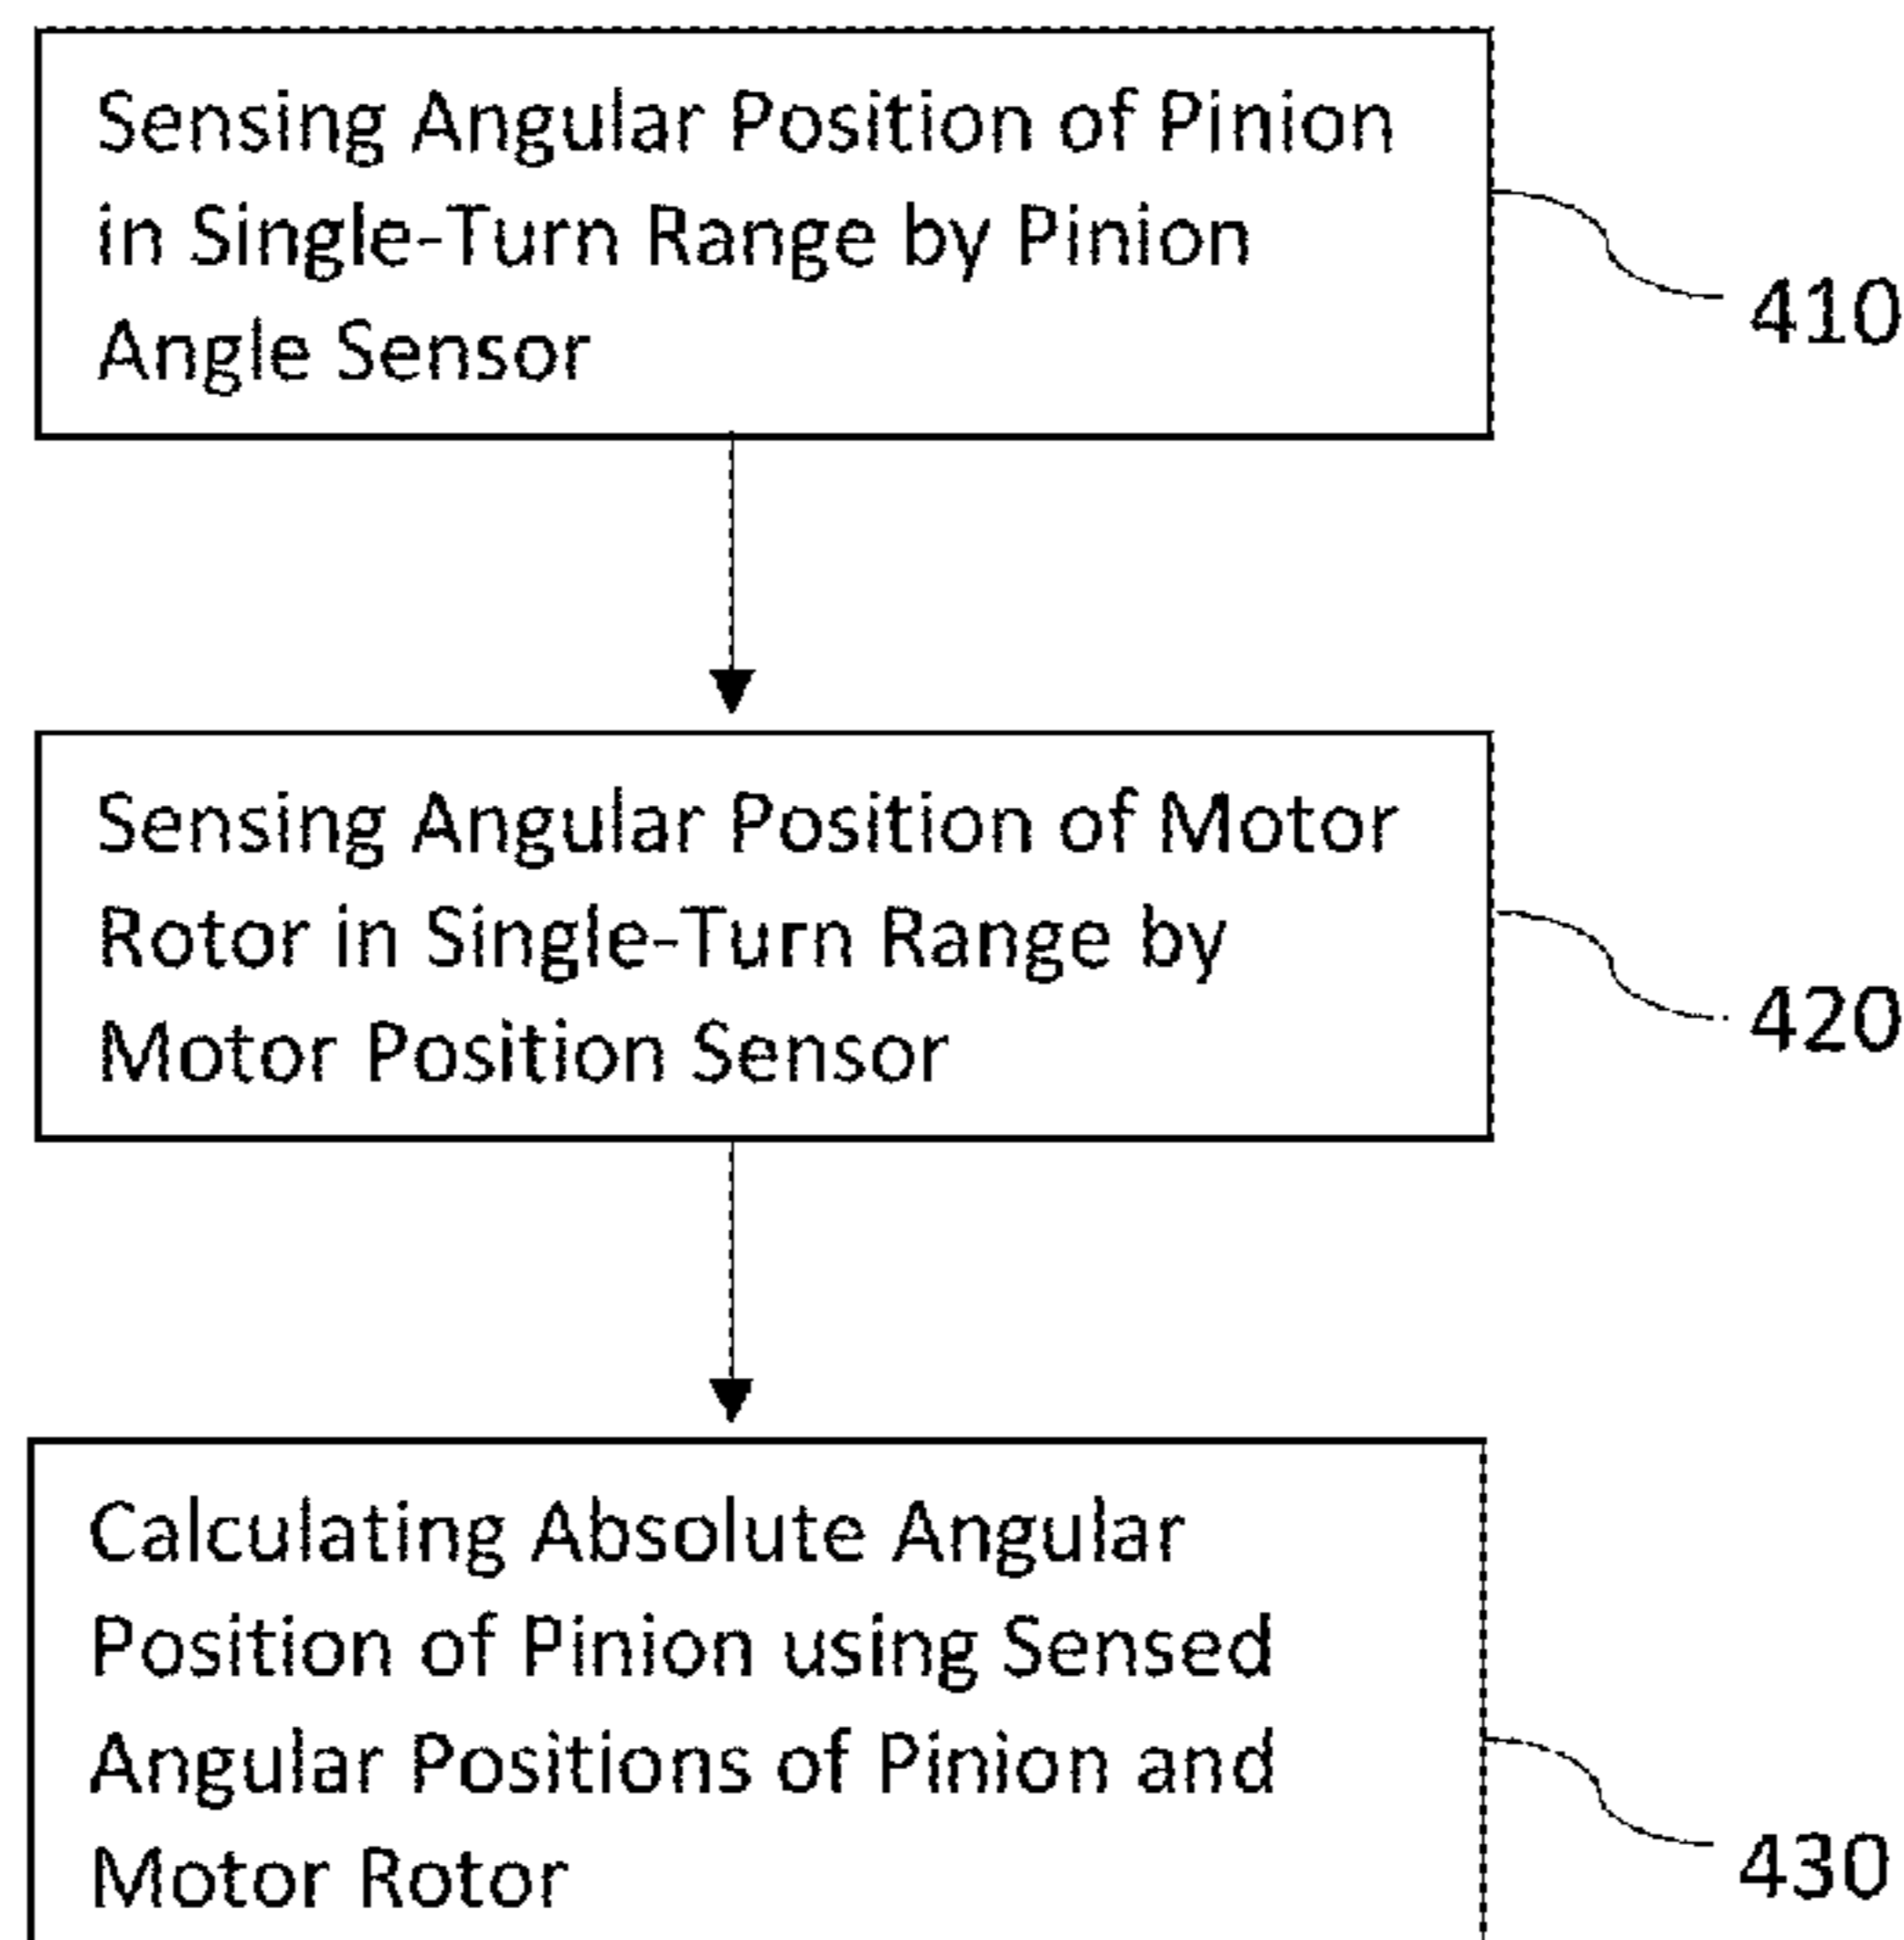 Sensing Angular Position of Pinion
in Single-Turn Range by Pinion
Angle Sensor
410
Sensing Angular Position of Motor
Rotor in Single-Turn Range by
Motor Position Sensor
420
Calculating Absolute Angular
Position of Pinion using Sensed
Angular Positions of Pinion and
Motor Rotor
430